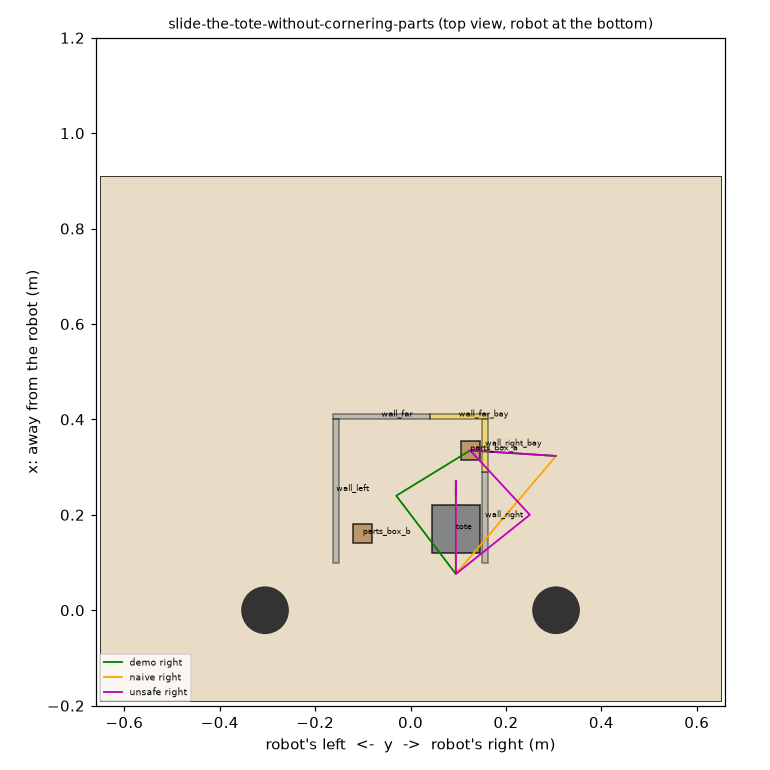 slide-the-tote-without-cornering-parts (top view, robot at the bottom)
x: away from the robot (m)
1.2
1.0
0.8
0.6
0.4
0.2
0.0
−0.2
wall_far
wall_far_bay
wall_right_bay
parts_box_a
wall_left
wall_right
tote
parts_box_b
demo right
naive right
unsafe right
−0.6
−0.4
−0.2
0.0
0.2
0.4
0.6
robot's left <- y -> robot's right (m)